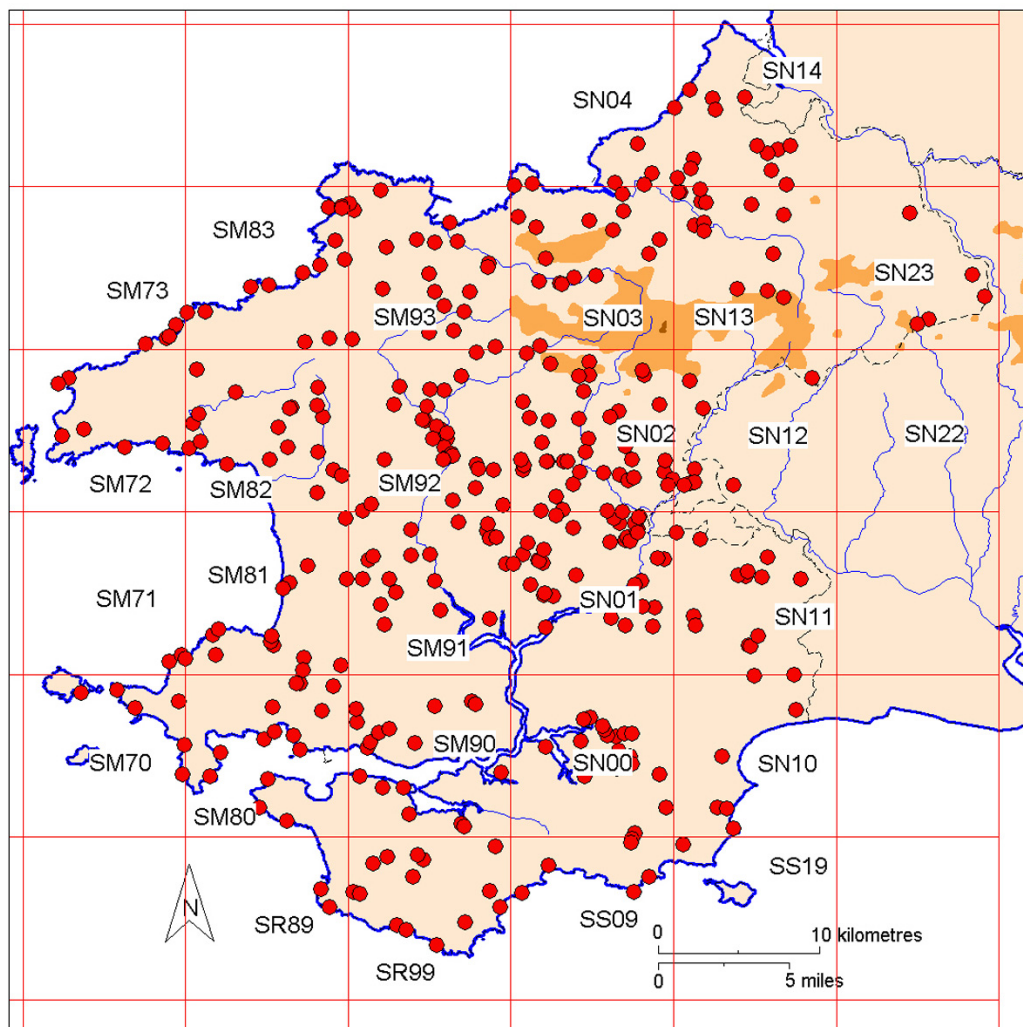 SN14
SN04
SM83
SN23
SM73
SM93
SN03
SN13
SN02
SN12
SN22
SM72
SM82
SM92
SM81
SM71
SN01
SN11
SM91
SM90
SN00
SN10
SM70
SM80
SS19
N
SR89
SS09
0 10 kilometres
0 5 miles
SR99